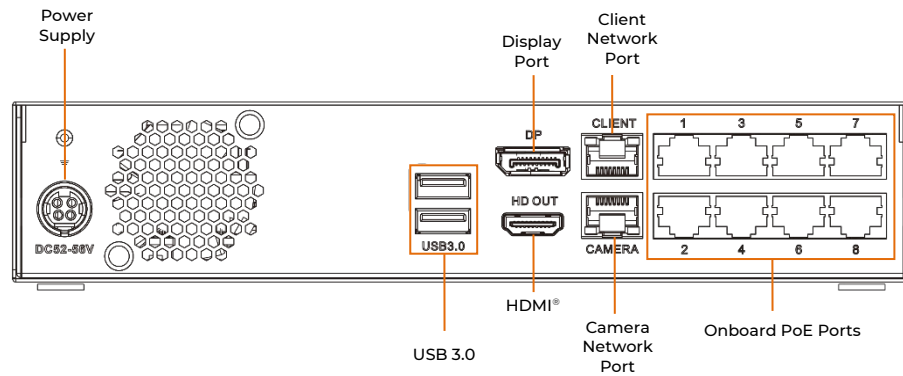 Power
Supply
Display
Port
Client
Network
Port
DP
CLIENT
1 3 5 7
HD OUT
DC52-56V
USB3.0
CAMERA
2 4 6 8
HDMI®
USB 3.0
Camera
Network
Port
Onboard PoE Ports